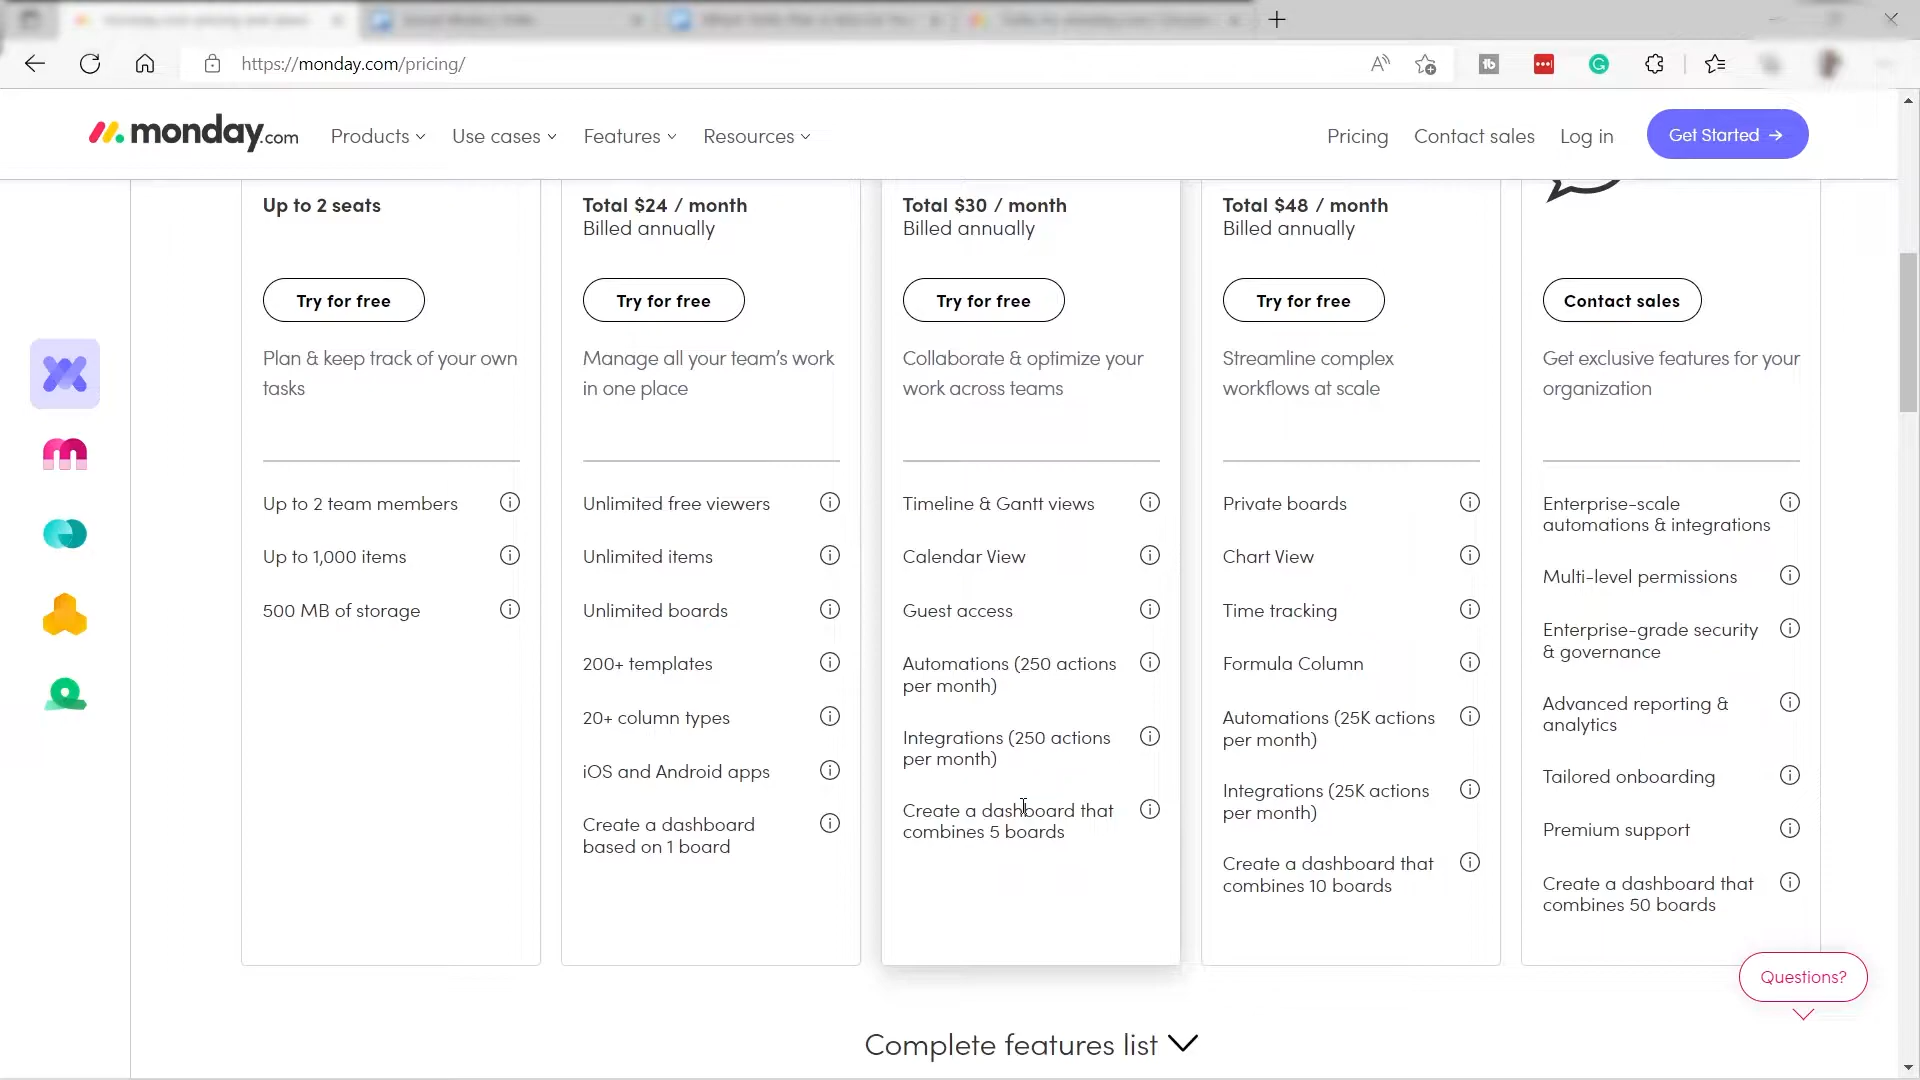 https://monday.com/pricing/
monday.com
Products
Use cases
Features
Resources
Pricing
Contact sales
Log in
Get Started →
Up to 2 seats
Try for free
Plan & keep track of your own
tasks
Up to 2 team members
Up to 1,000 items
500 MB of storage
Total $24 / month
Billed annually
Try for free
Manage all your team's work
in one place
Unlimited free viewers
Unlimited items
Unlimited boards
200+ templates
20+ column types
iOS and Android apps
Create a dashboard
based on 1 board
Total $30 / month
Billed annually
Try for free
Collaborate & optimize your
work across teams
Timeline & Gantt views
Calendar View
Guest access
Automations (250 actions
per month)
Integrations (250 actions
per month)
Create a dashboard that
combines 5 boards
Total $48 / month
Billed annually
Try for free
Streamline complex
workflows at scale
Private boards
Chart View
Time tracking
Formula Column
Automations (25K actions
per month)
Integrations (25K actions
per month)
Create a dashboard that
combines 10 boards
Contact sales
Get exclusive features for your
organization
Enterprise-scale
automations & integrations
Multi-level permissions
Enterprise-grade security
& governance
Advanced reporting &
analytics
Tailored onboarding
Premium support
Create a dashboard that
combines 50 boards
Questions?
Complete features list